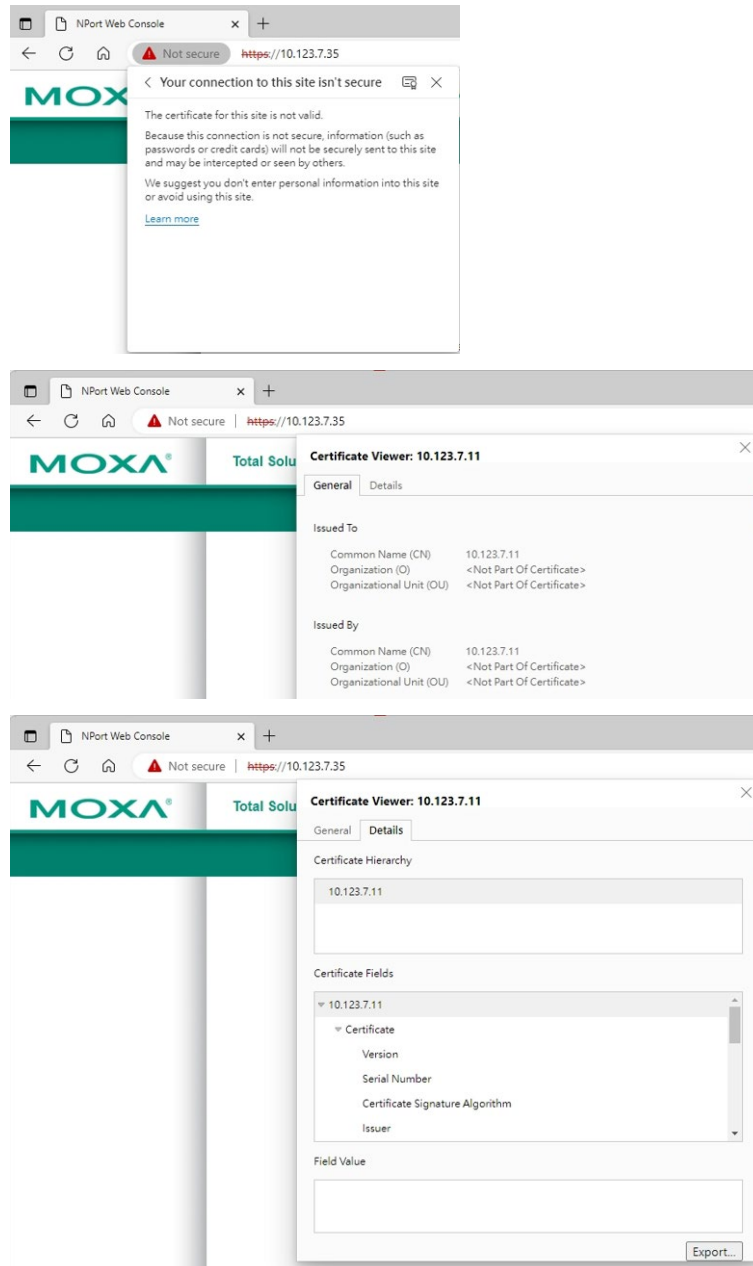 NPort Web Console
Not secure https://10.123.7.35
MOX
Your connection to this site isn't secure
The certificate for this site is not valid.
Because this connection is not secure, information (such as
passwords or credit cards) will not be securely sent to this site
and may be intercepted or seen by others.
We suggest you don't enter personal information into this site
or avoid using this site.
Learn more
NPort Web Console
Not secure https://10.123.7.35
MOXA® Total Solu
Certificate Viewer: 10.123.7.11
General Details
Issued To
Common Name (CN) 10.123.7.11
Organization (O) <Not Part Of Certificate>
Organizational Unit (OU) <Not Part Of Certificate>
Issued By
Common Name (CN) 10.123.7.11
Organization (O) <Not Part Of Certificate>
Organizational Unit (OU) <Not Part Of Certificate>
NPort Web Console
Not secure https://10.123.7.35
MOXA® Total Solu
Certificate Viewer: 10.123.7.11
General Details
Certificate Hierarchy
10.123.7.11
Certificate Fields
10.123.7.11
Certificate
Version
Serial Number
Certificate Signature Algorithm
Issuer
Field Value
Export...